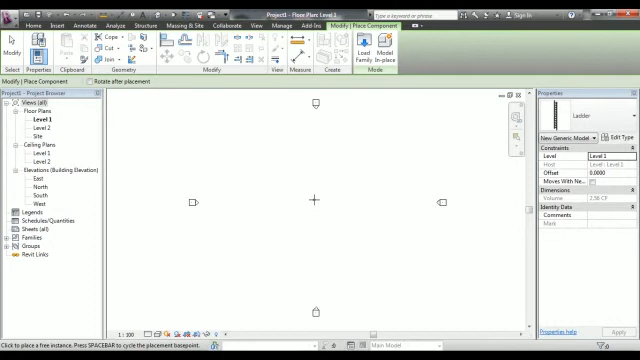 Project1 - Floor Plan: Level 1
Type a keyword or phrase
Sign In
Home Insert Annotate Structure Massing & Site Collaborate View Manage Add-Ins Modify | Place Component
Modify
Paste
Cope
Cut
Join
Load Family
Model In-place
Select Properties Clipboard Geometry Modify View Measure Create Mode
Modify | Place Component Rotate after placement
Project1 - Project Browser
Views (all)
Floor Plans
Level 1
Level 2
Site
Ceiling Plans
Level 1
Level 2
Elevations (Building Elevation)
East
North
South
West
Legends
Schedules/Quantities
Sheets (all)
Families
Groups
Revit Links
Properties
Ladder
New Generic Model
Edit Type
Constraints
Level Level 1
Host Level : Level 1
Offset 0.0000
Moves With Ne...
Dimensions
Volume 2.56 CF
Identity Data
Comments
Mark
Properties help
Apply
1 : 100
Click to place a free instance. Press SPACEBAR to cycle the placement basepoint.
:0
Main Model
:0